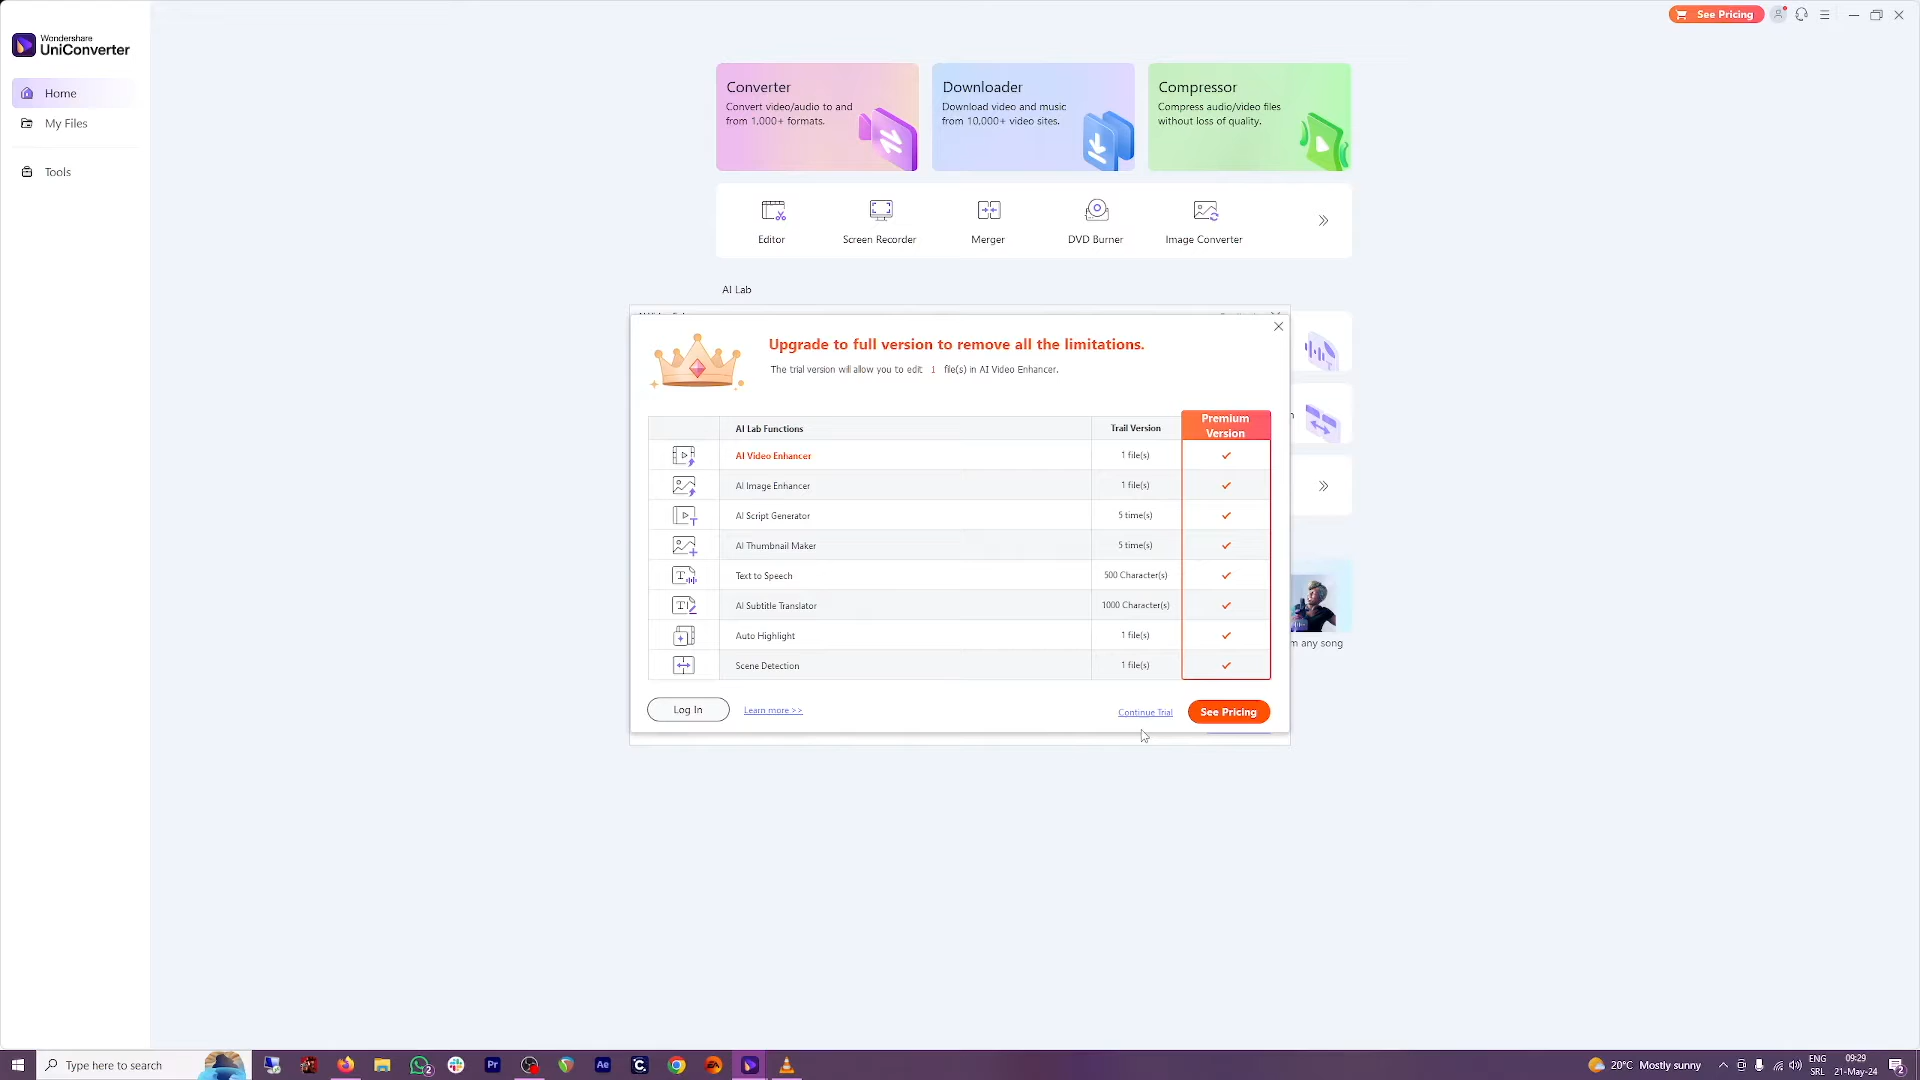 Wondershare
UniConverter
See Pricing
Home
My Files
Tools
Converter
Convert video/audio to and
from 1,000+ formats.
Downloader
Download video and music
from 10,000+ video sites.
Compressor
Compress audio/video files
without loss of quality.
Editor
Screen Recorder
Merger
DVD Burner
Image Converter
AI Lab
Upgrade to full version to remove all the limitations.
The trial version will allow you to edit 1 file(s) in AI Video Enhancer.
AI Lab Functions
Trail Version
Premium
Version
AI Video Enhancer
1 file(s)
AI Image Enhancer
1 file(s)
AI Script Generator
5 time(s)
AI Thumbnail Maker
5 time(s)
Text to Speech
500 Character(s)
AI Subtitle Translator
1000 Character(s)
Auto Highlight
1 file(s)
Scene Detection
1 file(s)
m any song
Log In
Learn more >>
Continue Trial
See Pricing
Type here to search
2
Pr
Ae
C
20°C Mostly sunny
ENG
SRL
09:29
21-May-24
2